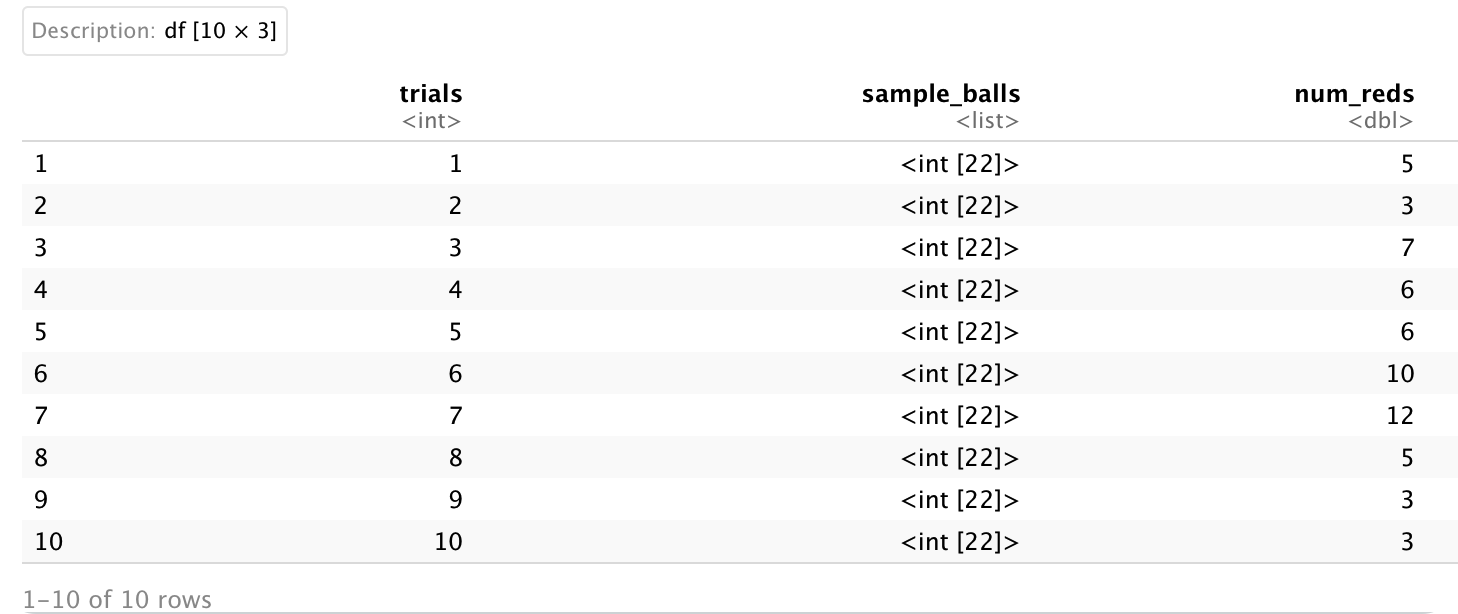 Description: df [10 × 3]
trials sample_balls num_reds
<int> <list> <dbl>
1 1 <int [22]> 5
2 2 <int [22]> 3
3 3 <int [22]> 7
4 4 <int [22]> 6
5 5 <int [22]> 6
6 6 <int [22]> 10
7 7 <int [22]> 12
8 8 <int [22]> 5
9 9 <int [22]> 3
10 10 <int [22]> 3
1–10 of 10 rows